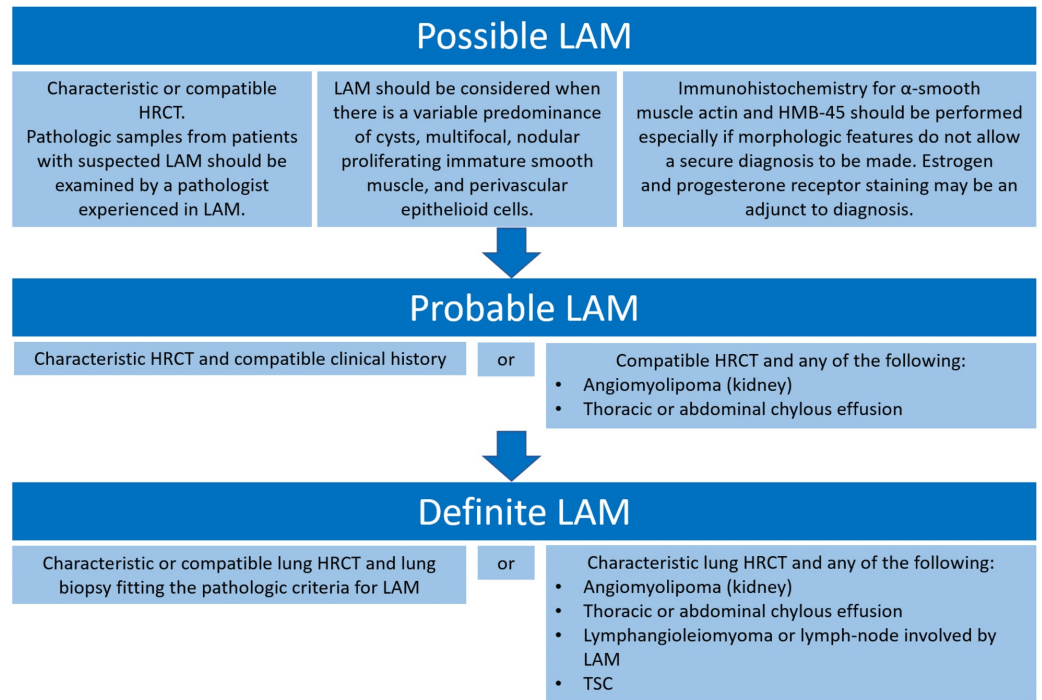 Possible LAM
Characteristic or compatible
HRCT.
Pathologic samples from patients
with suspected LAM should be
examined by a pathologist
experienced in LAM.
LAM should be considered when
there is a variable predominance
of cysts, multifocal, nodular
proliferating immature smooth
muscle, and perivascular
epithelioid cells.
Immunohistochemistry for α-smooth
muscle actin and HMB-45 should be performed
especially if morphologic features do not allow
a secure diagnosis to be made. Estrogen
and progesterone receptor staining may be an
adjunct to diagnosis.
Probable LAM
Characteristic HRCT and compatible clinical history
or
Compatible HRCT and any of the following:
• Angiomyolipoma (kidney)
• Thoracic or abdominal chylous effusion
Definite LAM
Characteristic or compatible lung HRCT and lung
biopsy fitting the pathologic criteria for LAM
or
Characteristic lung HRCT and any of the following:
• Angiomyolipoma (kidney)
• Thoracic or abdominal chylous effusion
• Lymphangioleiomyoma or lymph-node involved by
LAM
• TSC